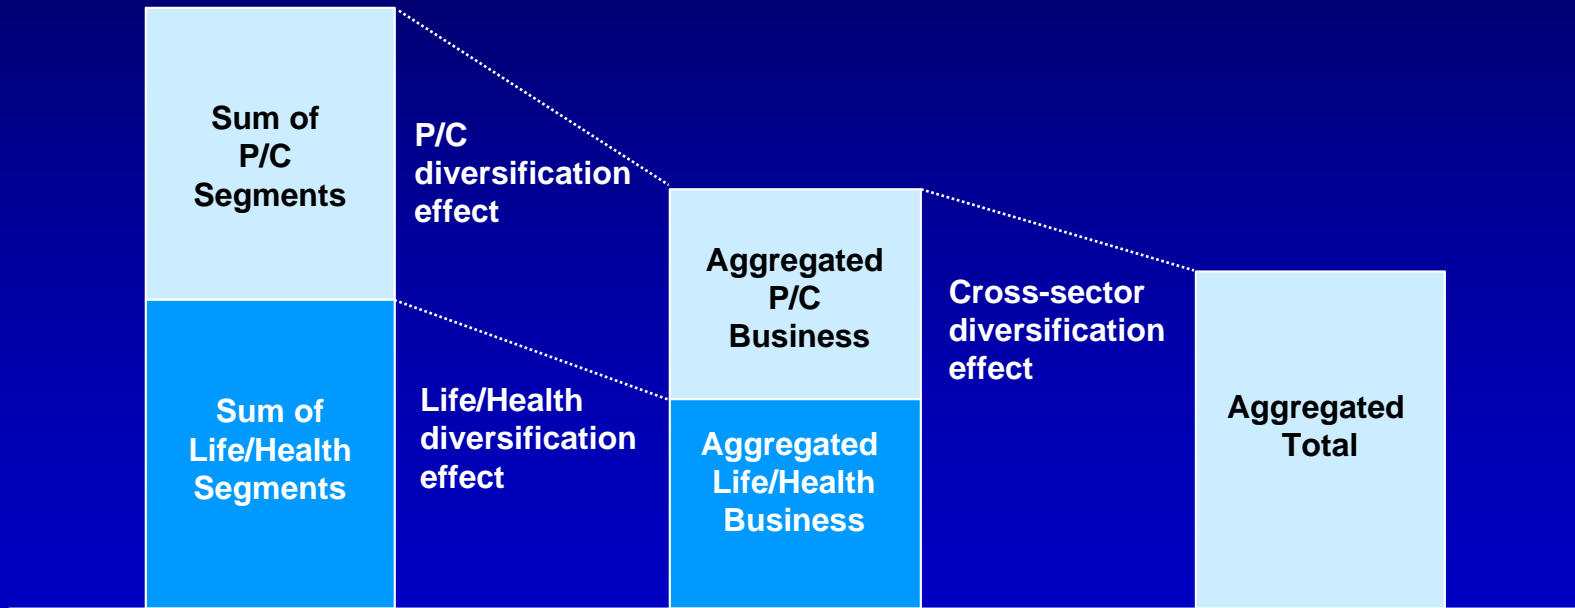 Sum of
P/C
Segments
P/C
diversification
effect
Sum of
Life/Health
Segments
Life/Health
diversification
effect
Aggregated
P/C
Business
Aggregated
Life/Health
Business
Cross-sector
diversification
effect
Aggregated
Total